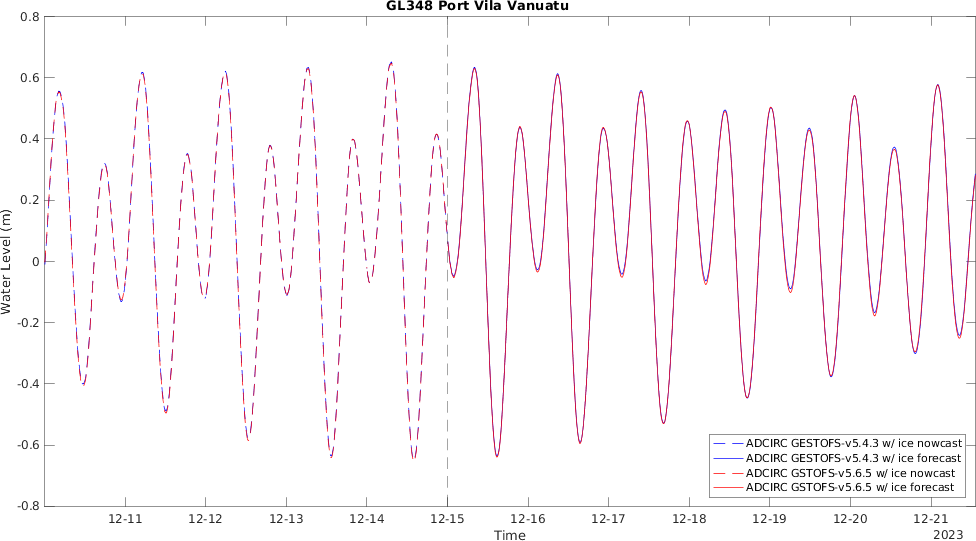 GL348 Port Vila Vanuatu
0.8
0.6
0.4
0.2
0
-0.2
-0.4
-0.6
-0.8
Water Level (m)
ADCIRC GESTOFS-v5.4.3 w/ ice nowcast
ADCIRC GESTOFS-v5.4.3 w/ ice forecast
ADCIRC GSTOFS-v5.6.5 w/ ice nowcast
ADCIRC GSTOFS-v5.6.5 w/ ice forecast
12-11 12-12 12-13 12-14 12-15 12-16 12-17 12-18 12-19 12-20 12-21
Time
2023